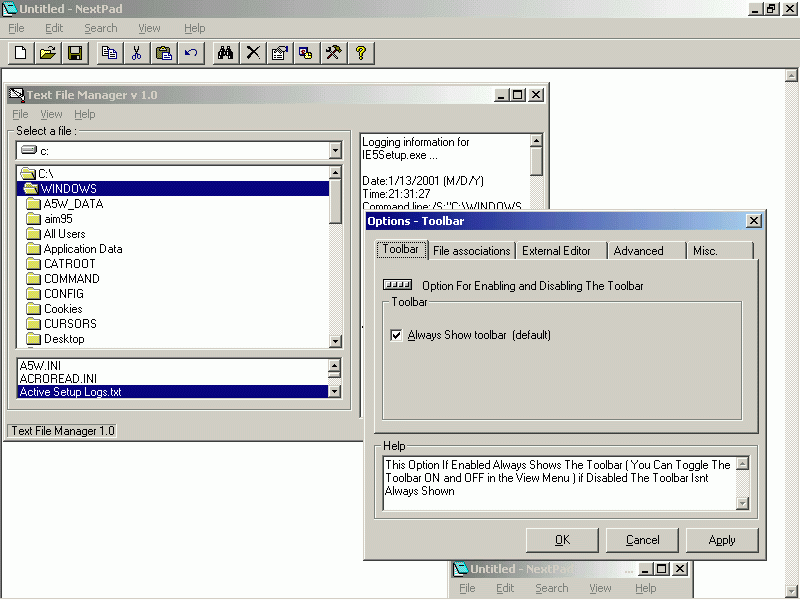 Untitled - NextPad
File Edit Search View Help
Text File Manager v 1.0
File View Help
Select a file :
c:
C:\
WINDOWS
A5W_DATA
aim95
All Users
Application Data
CATROOT
COMMAND
CONFIG
Cookies
CURSORS
Desktop
A5W.INI
ACROREAD.INI
Active Setup Logs.txt
Text File Manager 1.0
Logging information for
IE5Setup.exe ...
Date:1/13/2001 (M/D/Y)
Time:21:31:27
Command line:/S:"C:\WINDOWS
Options - Toolbar
Toolbar File associations External Editor Advanced Misc.
Option For Enabling and Disabling The Toolbar
Toolbar
Always Show toolbar (default)
Help
This Option If Enabled Always Shows The Toolbar ( You Can Toggle The
Toolbar ON and OFF in the View Menu ) if Disabled The Toolbar Isnt
Always Shown
OK Cancel Apply
Untitled - NextPad
File Edit Search View Help